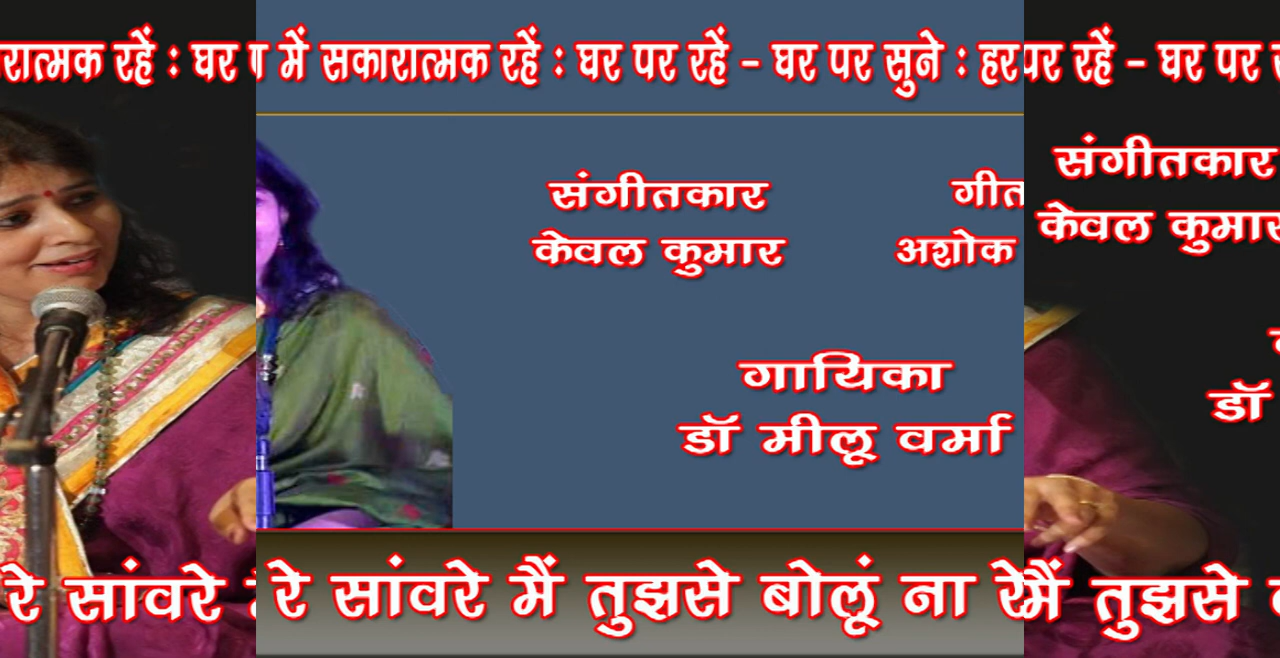 रात्मक रहें : घर प में सकारात्मक रहें : घर पर रहें – घर पर सुने : हर पर रहें – घर पर
संगीतकार
केवल कुमार
गीत
अशोक
गायिका
डॉ मीलू वर्मा
संगीतकार
केवल कुमार
डॉ
रे सांवरे रे सांवरे मैं तुझसे बोलूं ना रे मैं तुझसे